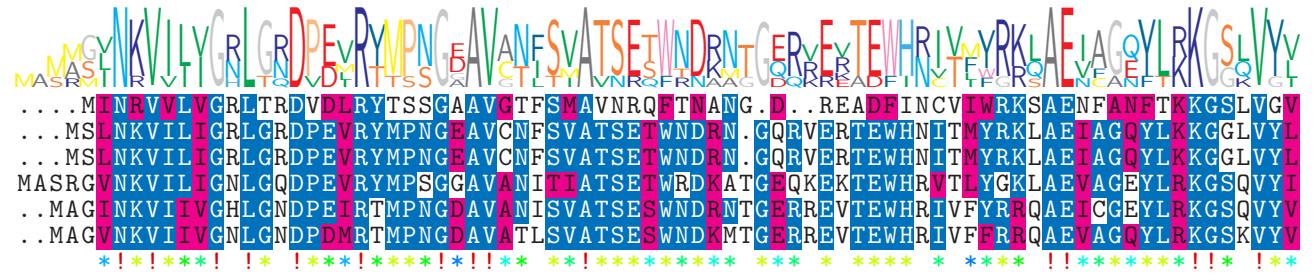 ....MINRVVLVGRLTRDVDLRYTSSGAAVGTFSMAVNRQFTNANG.D..READFINCVIWRKSAENFANFTKKGSLVGV
...MSLNKVILIGRLGRDPEVRYMPNGEAVCNFSVATSETWNDRN.GQRVERTEWHNITMYRKLAEIAGQYLKKGGLVYL
...MSLNKVILIGRLGRDPEVRYMPNGEAVCNFSVATSETWNDRN.GQRVERTEWHNITMYRKLAEIAGQYLKKGGLVYL
MASRGVNKVILIGNLGQDPEVRYMPSGGAVANITIATSETWRDKATGEQKEKTEWHRVTLYGKLAEVAGEYLRKGSQVYI
..MAGINKVIIVGHLGNDPEIRTMPNGDAVANISVATSESWNDRNTGERREVTEWHRIVFYRRQAEICGEYLRKGSQVYV
..MAGVNKVIIVGNLGNDPDMRTMPNGDAVATLSVATSESWNDKMTGERREVTEWHRIVFFRRQAEVAGQYLRKGSKVYV